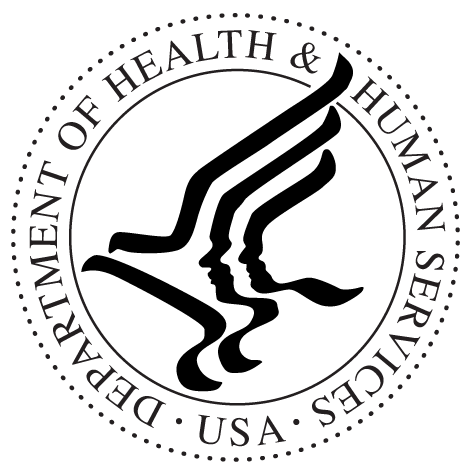 DEPARTMENT OF HEALTH & HUMAN SERVICES · USA ·